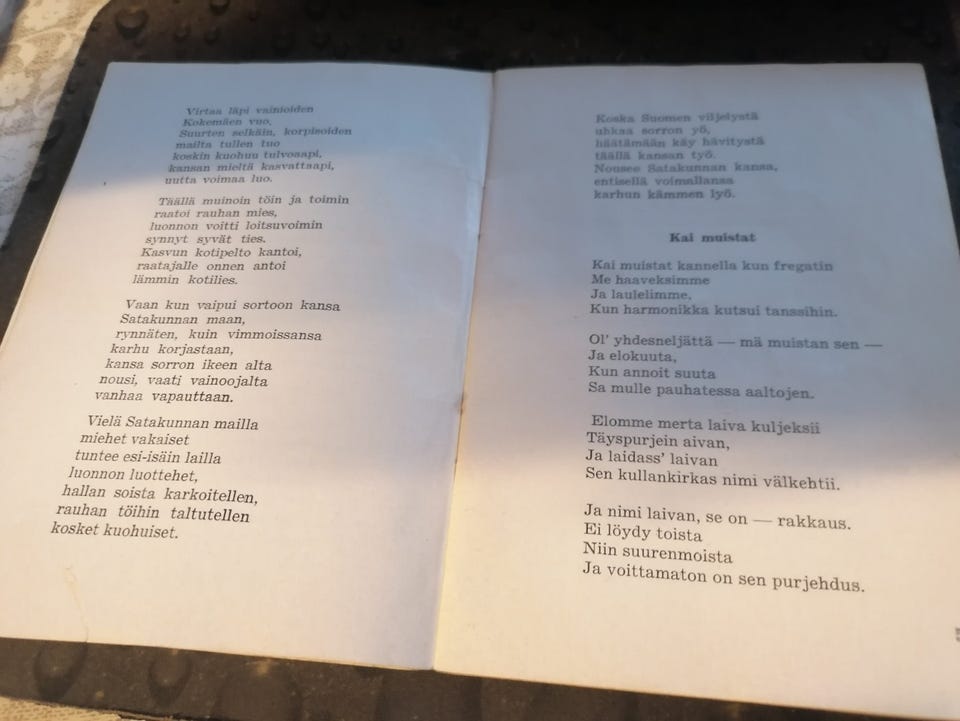 Virtaa läpi vainioiden
Kokemäen vuo,
Suurten selkäin, korpisoiden
mailta tullen tuo
koskin kuohuu tulvoaapi,
kansan mieltä kasvattaapi,
uutta voimaa luo.
Täällä muinoin töin ja toimin
raatoi rauhan mies,
luonnon voitti loitsuvoimin
synnyt syvät ties.
Kasvun kotipelto kantoi,
raatajalle onnen antoi
lämmin kotilies.
Vaan kun vaipui sortoon kansa
Satakunnan maan,
rynnäten, kuin vimmoissansa
karhu korjastaan,
kansa sorron ikeen alta
nousi, vaati vainoojalta
vanhaa vapauttaan.
Vielä Satakunnan mailla
miehet vakaiset
tuntee esi-isäin lailla
luonnon luottehet,
hallan soista karkoitellen,
rauhan töihin taltutellen
kosket kuohuiset.
Koska Suomen viljelystä
uhkaa sorron yö,
häätämään käy hävitystä
täällä kansan työ.
Nousee Satakunnan kansa,
entisellä voimallansa
karhun kämmen lyö.
Kai muistat
Kai muistat kannella kun fregatin
Me haaveksimme
Ja laulelimme,
Kun harmonikka kutsui tanssihin.
Ol' yhdesneljättä — mä muistan sen —
Ja elokuuta,
Kun annoit suuta
Sa mulle pauhatessa aaltojen.
Elomme merta laiva kuljeksii
Täyspurjein aivan,
Ja laidass' laivan
Sen kullankirkas nimi välkehtii.
Ja nimi laivan, se on — rakkaus.
Ei löydy toista
Niin suurenmoista
Ja voittamaton on sen purjehdus.